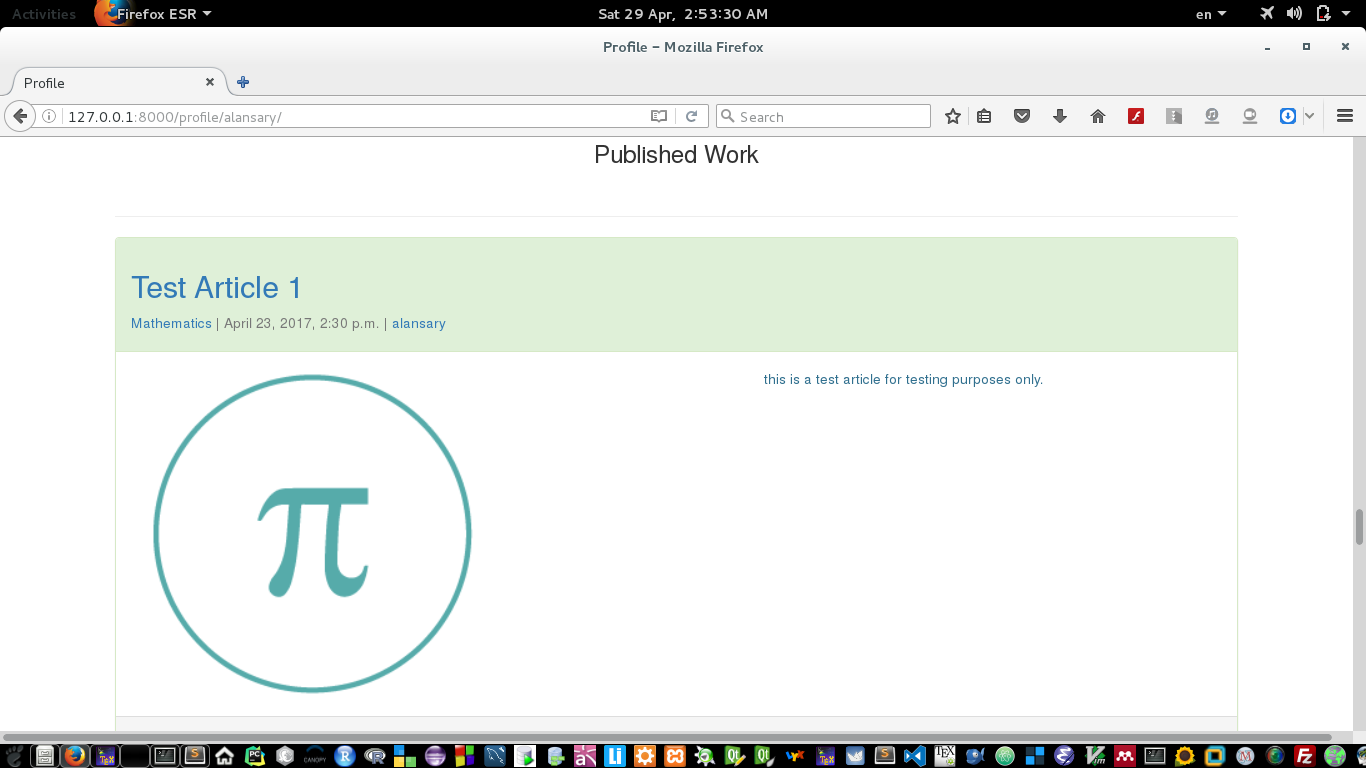 Activities Firefox ESR Sat 29 Apr, 2:53:30 AM en
Profile - Mozilla Firefox
Profile
127.0.0.1:8000/profile/alansary/ Search
Published Work
Test Article 1
Mathematics | April 23, 2017, 2:30 p.m. | alansary
this is a test article for testing purposes only.
π